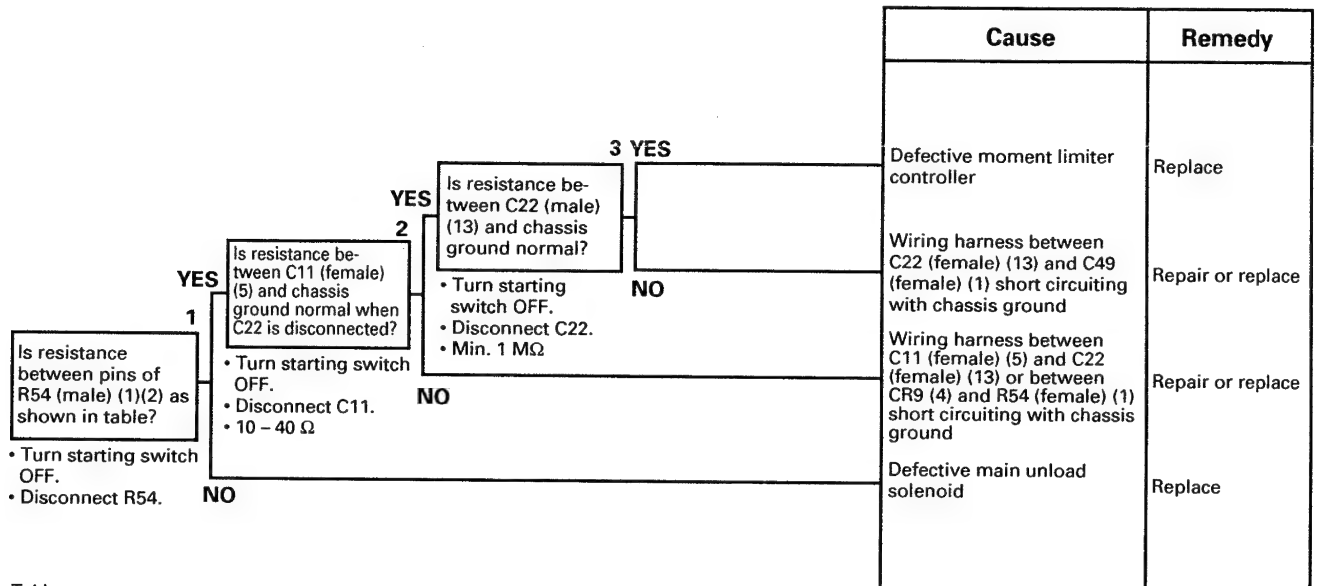 Cause
Remedy
3 YES
Is resistance be-
tween C22 (male)
(13) and chassis
ground normal?
Defective moment limiter
controller
Replace
YES
2
Is resistance be-
tween C11 (female)
(5) and chassis
ground normal when
C22 is disconnected?
• Turn starting
switch OFF.
• Disconnect C22.
• Min. 1 MΩ
NO
Wiring harness between
C22 (female) (13) and C49
(female) (1) short circuiting
with chassis ground
Repair or replace
YES
1
Is resistance
between pins of
R54 (male) (1)(2) as
shown in table?
• Turn starting switch
OFF.
• Disconnect C11.
• 10 – 40 Ω
NO
Wiring harness between
C11 (female) (5) and C22
(female) (13) or between
CR9 (4) and R54 (female) (1)
short circuiting with chassis
ground
Repair or replace
• Turn starting switch
OFF.
• Disconnect R54.
NO
Defective main unload
solenoid
Replace